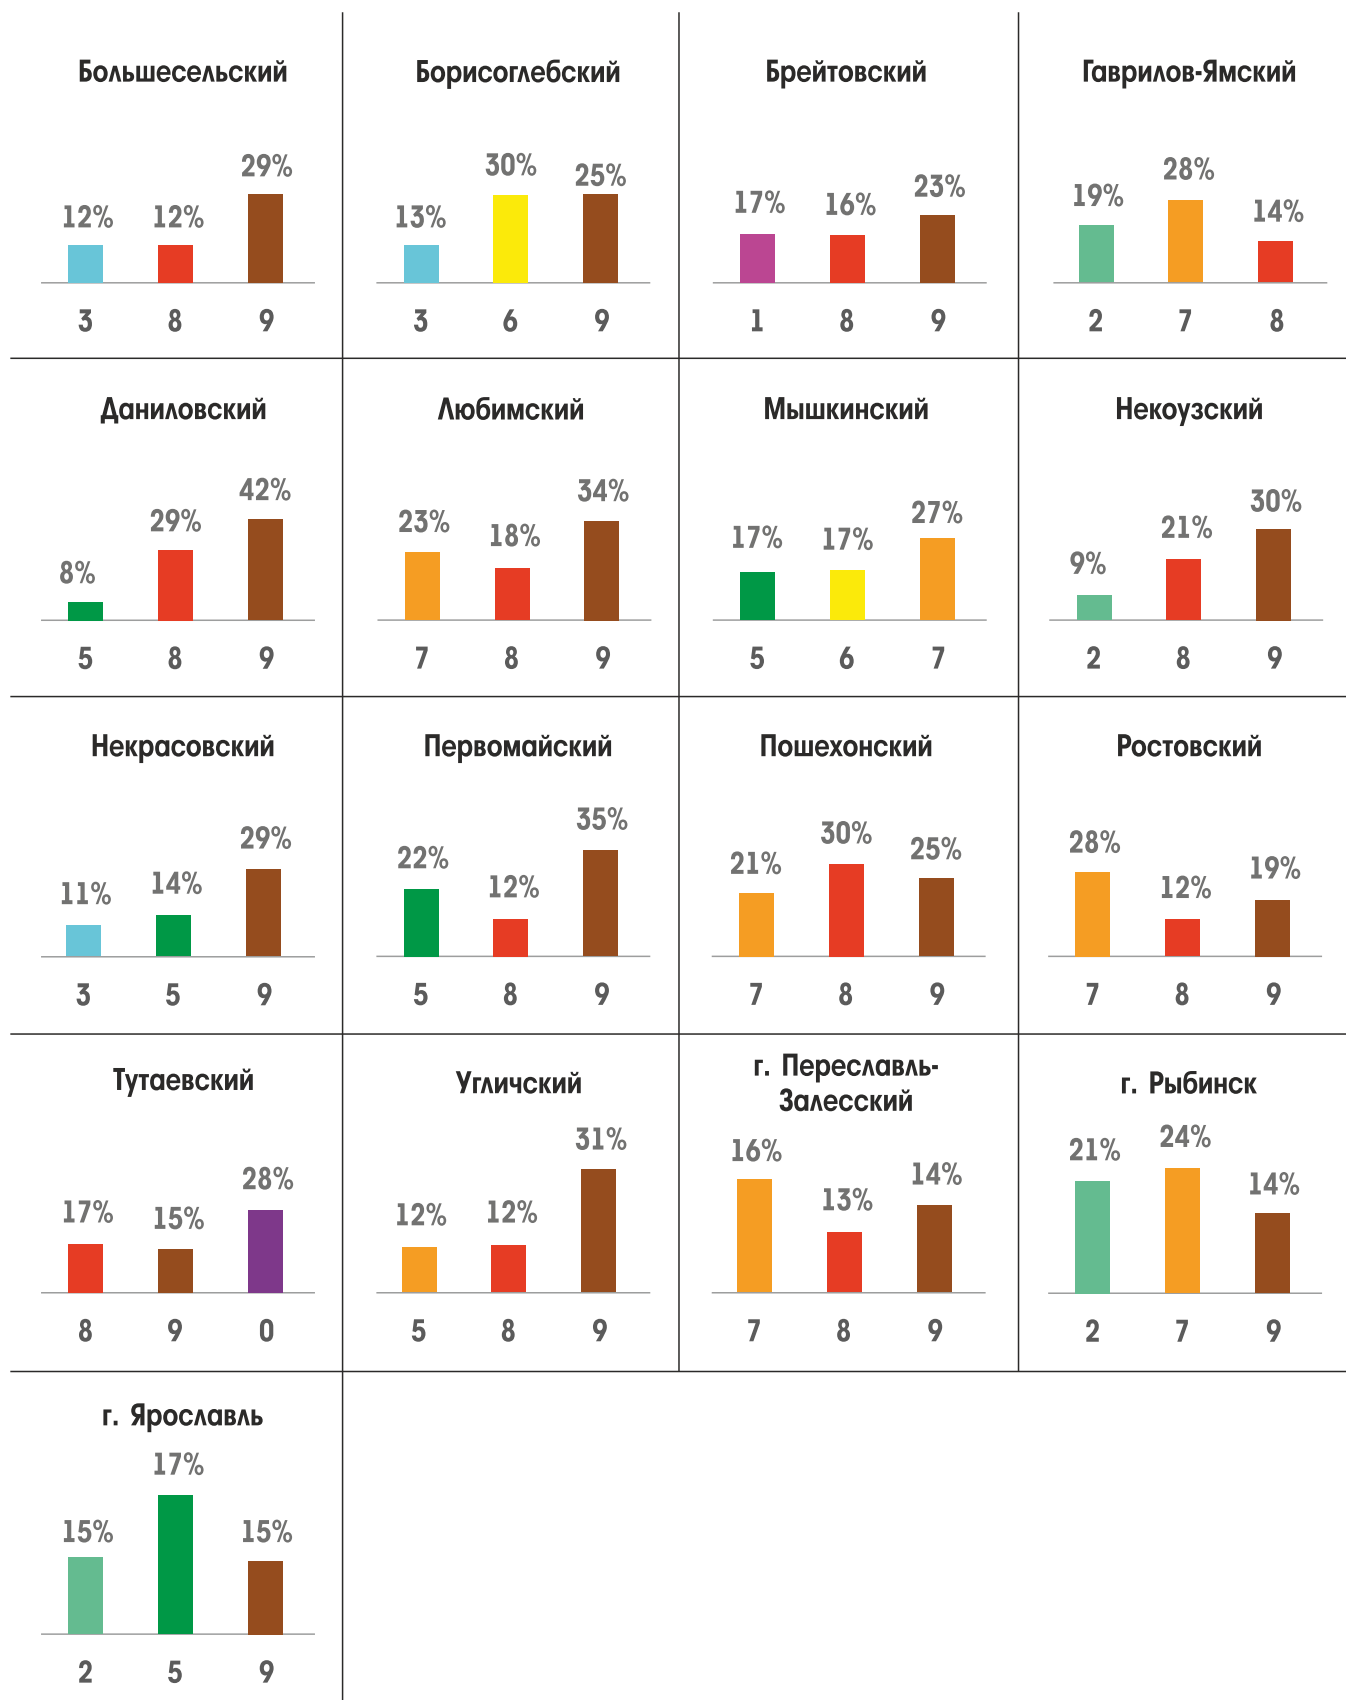 Большесельский
29%
12% 12%
3 8 9
Борисоглебский
30% 25%
13%
3 6 9
Брейтовский
17% 16% 23%
1 8 9
Гаврилов-Ямский
19% 28% 14%
2 7 8
Даниловский
42%
29%
8%
5 8 9
Любимский
34%
23% 18%
7 8 9
Мышкинский
17% 17% 27%
5 6 7
Некоузский
30%
21%
9%
2 8 9
Некрасовский
29%
11% 14%
3 5 9
Первомайский
35%
22% 12%
5 8 9
Пошехонский
21% 30% 25%
7 8 9
Ростовский
28% 12% 19%
7 8 9
Тутаевский
28%
17% 15%
8 9 0
Угличский
31%
12% 12%
5 8 9
г. Переславль-
Залесский
16% 13% 14%
7 8 9
г. Рыбинск
21% 24% 14%
2 7 9
г. Ярославль
17%
15% 15%
2 5 9